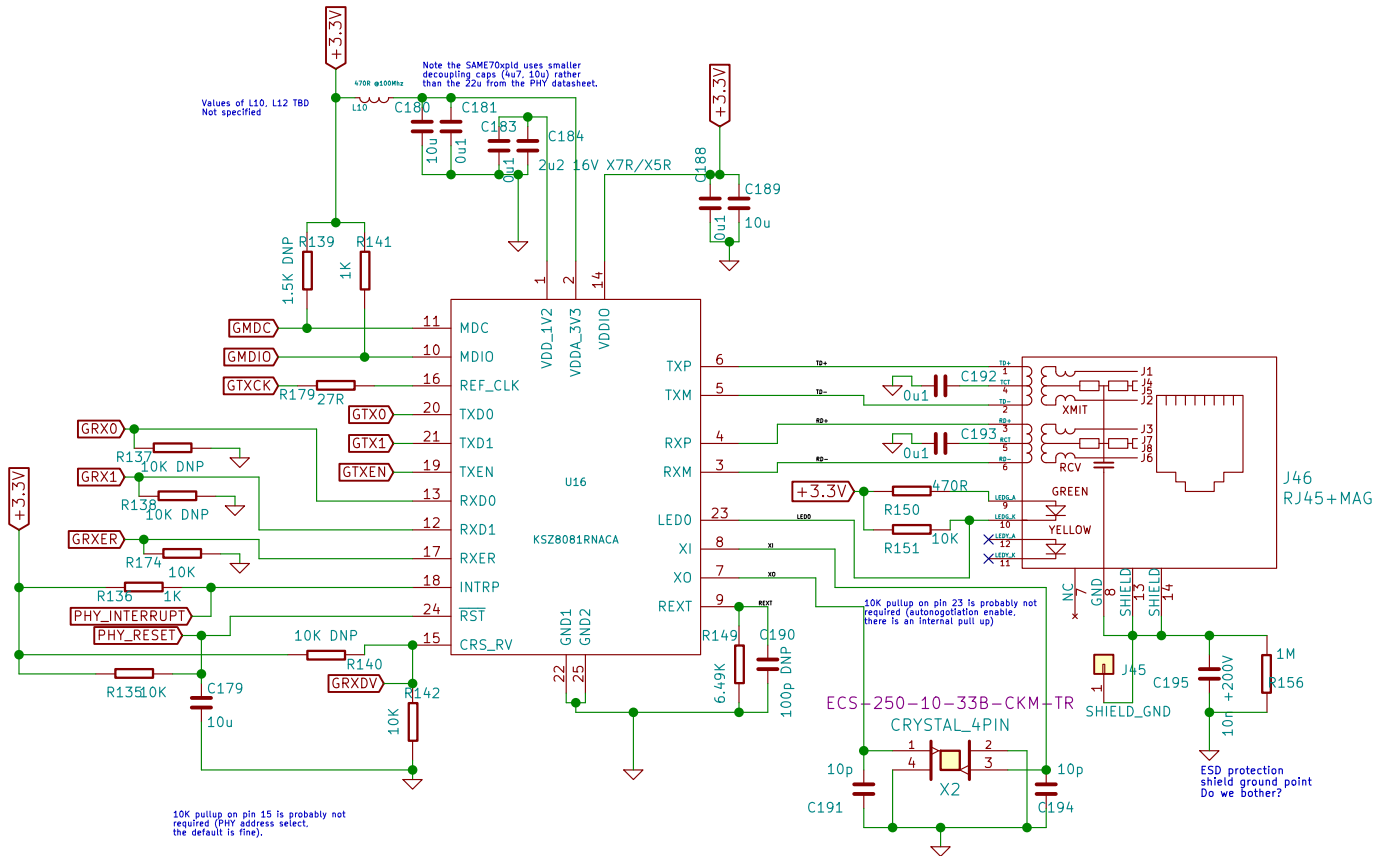 +3.3V
470R @100Mhz
L10
Values of L10, L12 TBD
Not specified
Note the SAME70xpld uses smaller
decoupling caps (4u7, 10u) rather
than the 22u from the PHY datasheet.
C180
10u
C181
0u1
C183
0u1
C184
2u2 16V X7R/X5R
+3.3V
C188
0u1
C189
10u
R139
1.5K DNP
R141
1K
1
2
14
VDD_1V2
VDDA_3V3
VDDIO
GMDC
11
MDC
GMDIO
10
MDIO
GTXCK
R179
27R
16
REF_CLK
GTX0
20
TXD0
GTX1
21
TXD1
GTXEN
19
TXEN
GRX0
R137
10K DNP
13
RXD0
GRX1
R138
10K DNP
12
RXD1
GRXER
R174
10K
17
RXER
+3.3V
R136
1K
18
INTRP
PHY_INTERRUPT
24
RST
PHY_RESET
15
CRS_RV
10K DNP
R140
GRXDV
R135
10K
C179
10u
R142
10K
U16
KSZ8081RNACA
GND1
GND2
22
25
TXP
6
TD+
TXM
5
TD-
RXP
4
RD+
RXM
3
RD-
LED0
23
LED0
XI
8
XI
XO
7
XO
REXT
9
REXT
R149
6.49K
C190
100p DNP
C192
0u1
C193
0u1
+3.3V
470R
R150
R151
10K
TD+
1
TCT
4
TD-
2
RD+
3
RCT
5
RD-
6
LEDG_A
9
LEDG_K
10
LEDY_A
12
LEDY_K
11
XMIT
RCV
GREEN
YELLOW
J1
J4
J5
J2
J3
J7
J8
J6
J46
RJ45+MAG
NC
7
GND
8
SHIELD
13
SHIELD
14
10K pullup on pin 23 is probably not
required (autonogotiation enable,
there is an internal pull up)
J45
1
SHIELD_GND
C195
10n +200V
1M
R156
ESD protection
shield ground point
Do we bother?
ECS-250-10-33B-CKM-TR
CRYSTAL_4PIN
1
4
2
3
X2
10p
C191
10p
C194
10K pullup on pin 15 is probably not
required (PHY address select,
the default is fine).